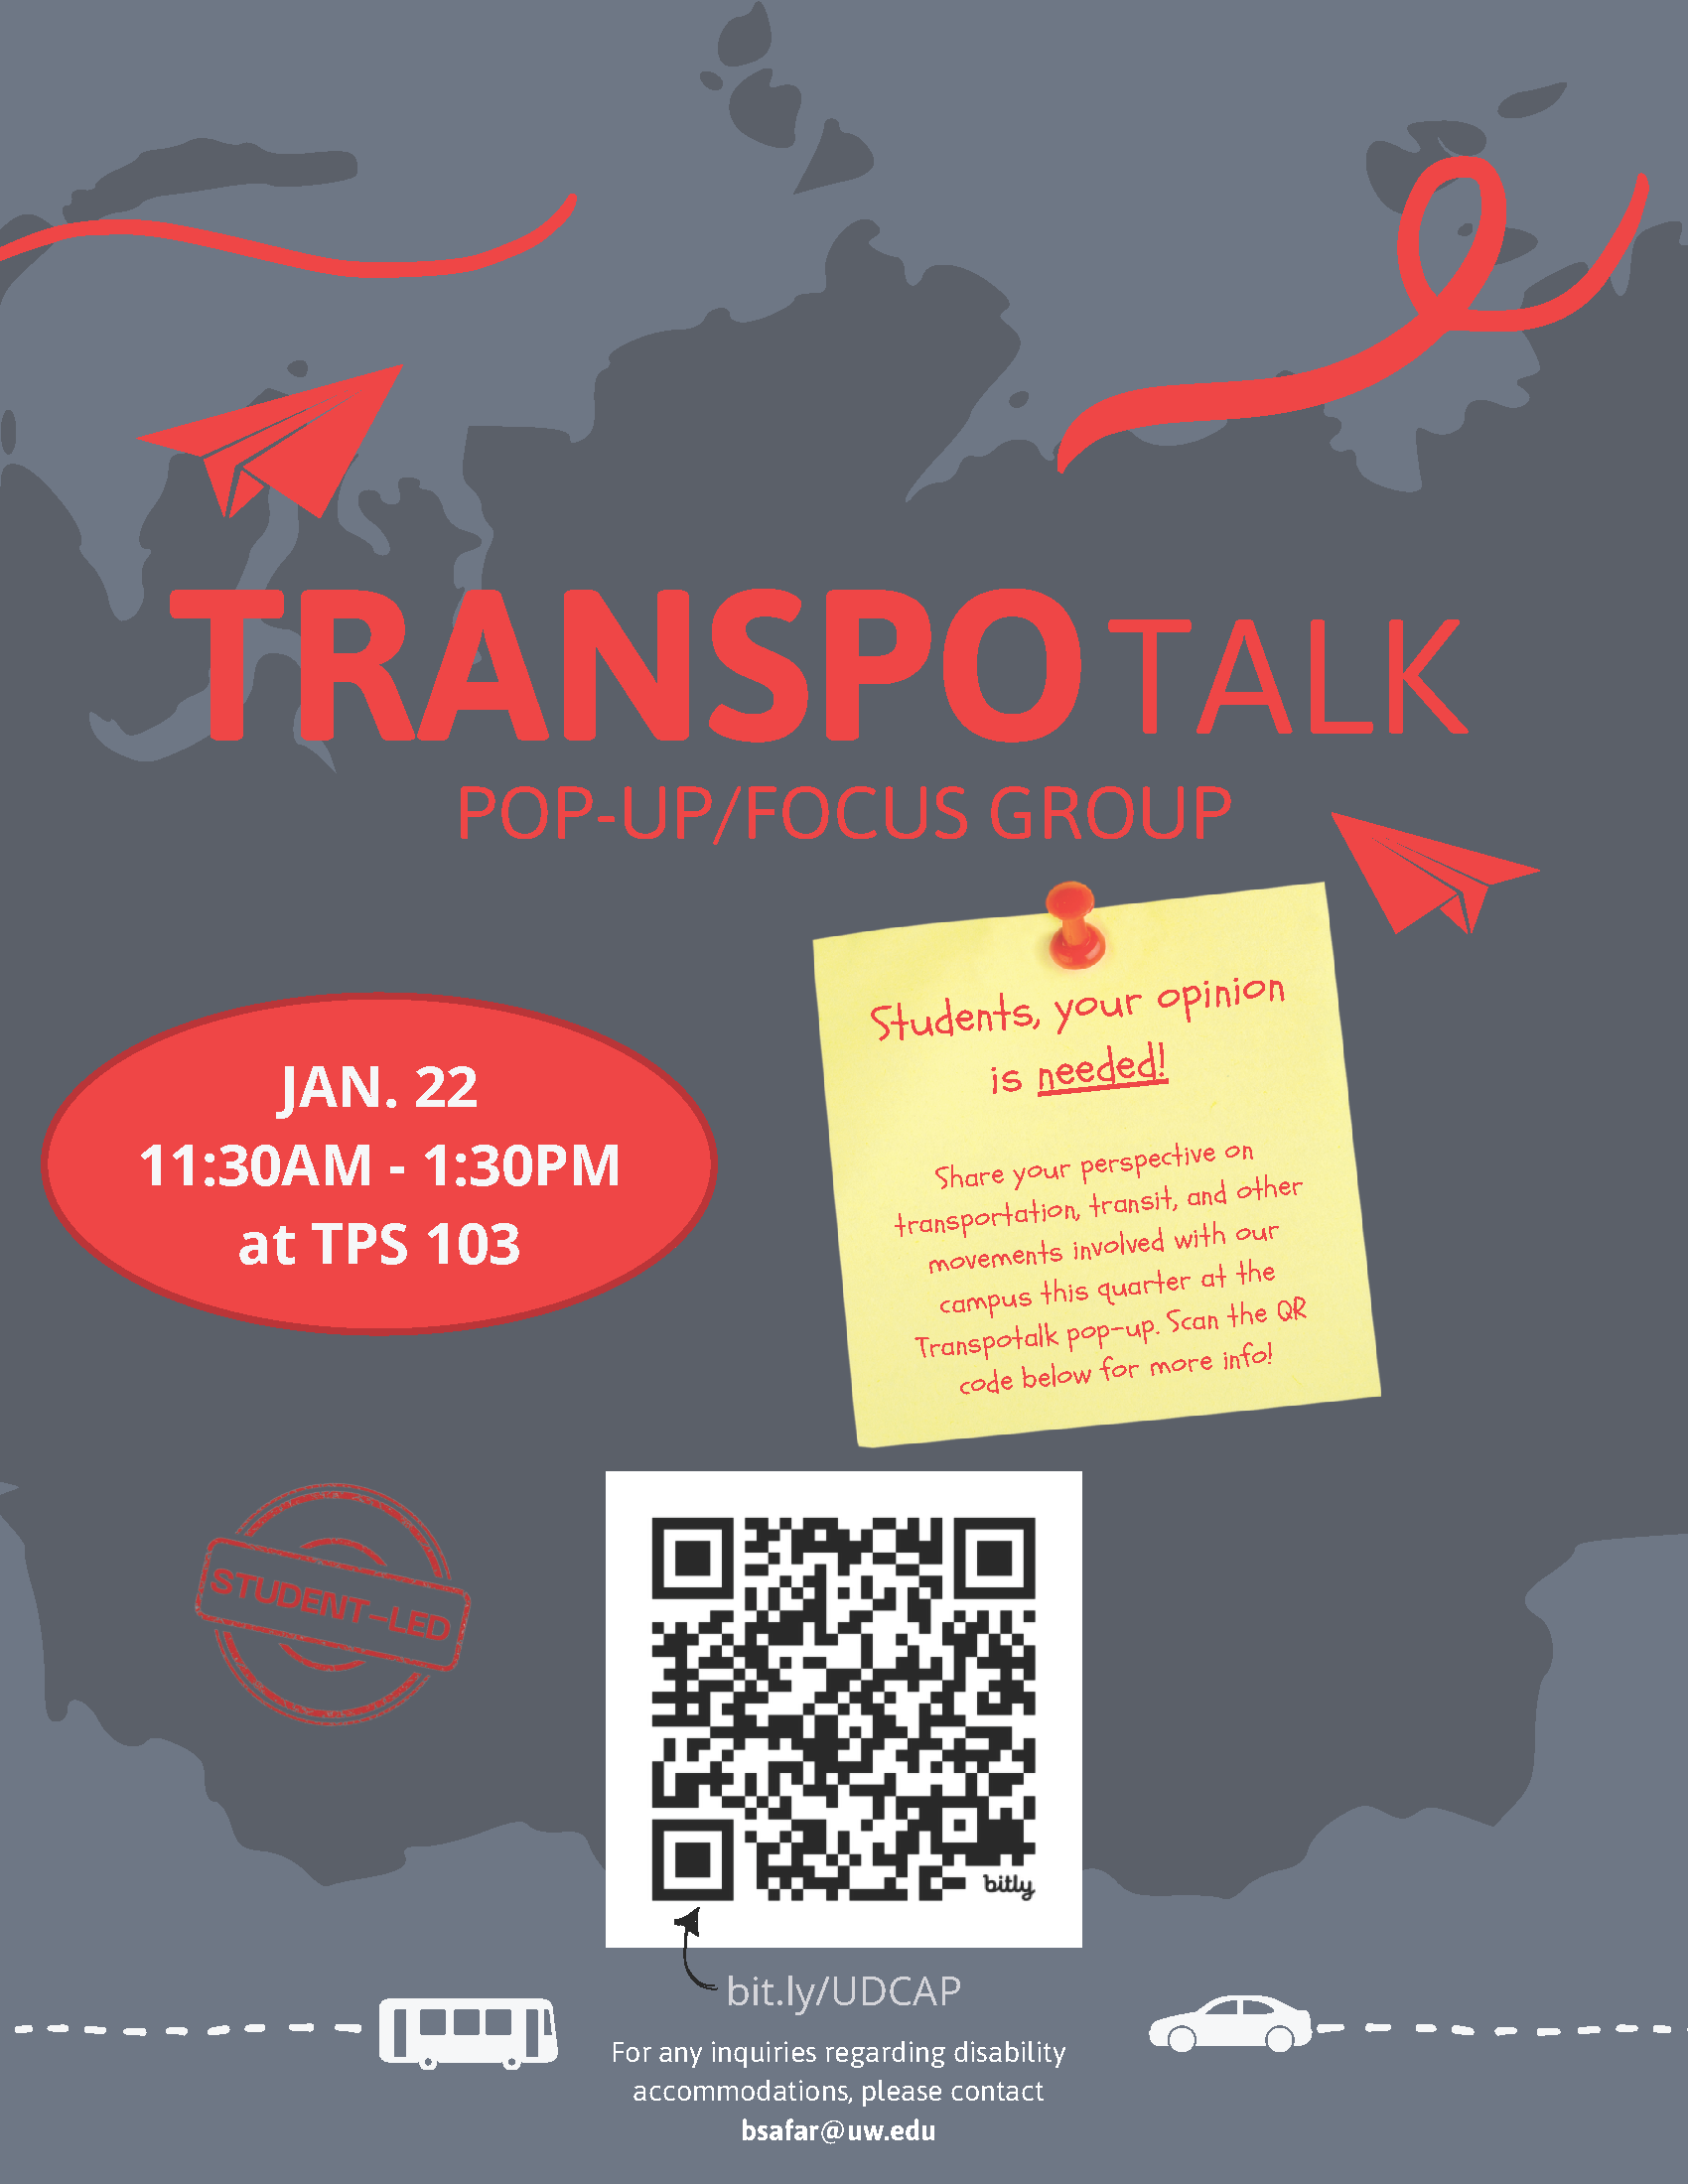 TRANSPO TALK
POP-UP/FOCUS GROUP
JAN. 22
11:30AM - 1:30PM
at TPS 103
Students, your opinion
is needed!
Share your perspective on
transportation, transit, and other
movements involved with our
campus this quarter at the
Transpotalk pop-up. Scan the QR
code below for more info!
STUDENT-LED
bitly
bit.ly/UDCAP
For any inquiries regarding disability
accommodations, please contact
bsafar@uw.edu